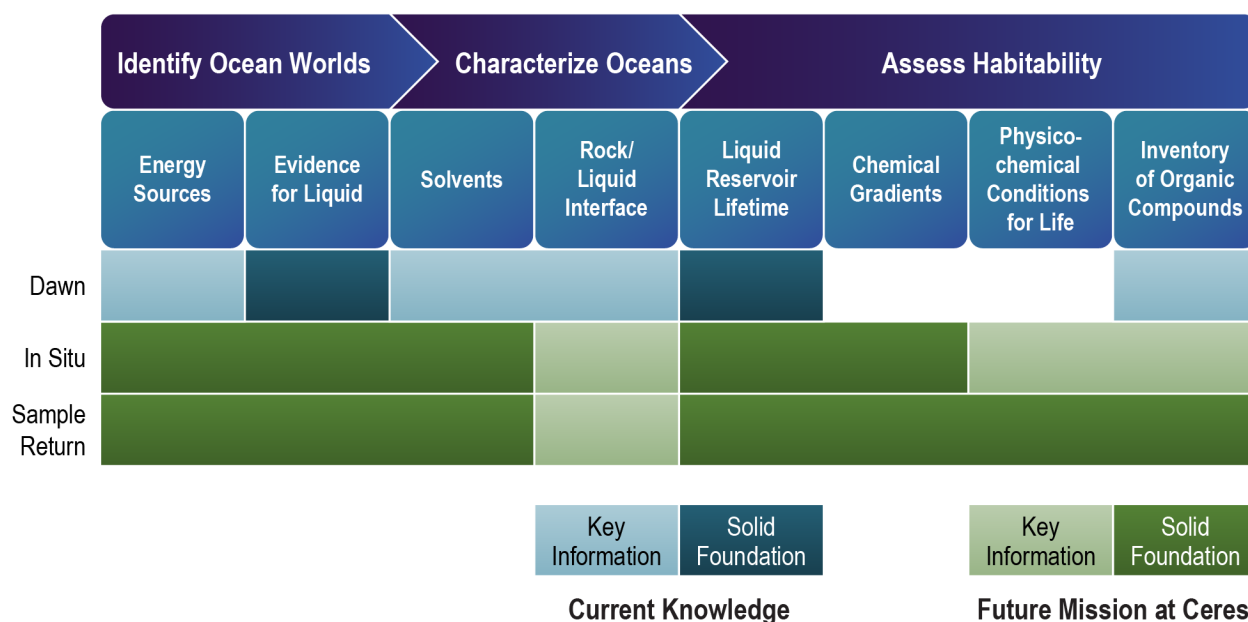 Identify Ocean Worlds
Characterize Oceans
Assess Habitability
Energy
Sources
Evidence
for Liquid
Solvents
Rock/
Liquid
Interface
Liquid
Reservoir
Lifetime
Chemical
Gradients
Physico-
chemical
Conditions
for Life
Inventory
of Organic
Compounds
Dawn
In Situ
Sample
Return
Key
Information
Solid
Foundation
Key
Information
Solid
Foundation
Current Knowledge
Future Mission at Ceres